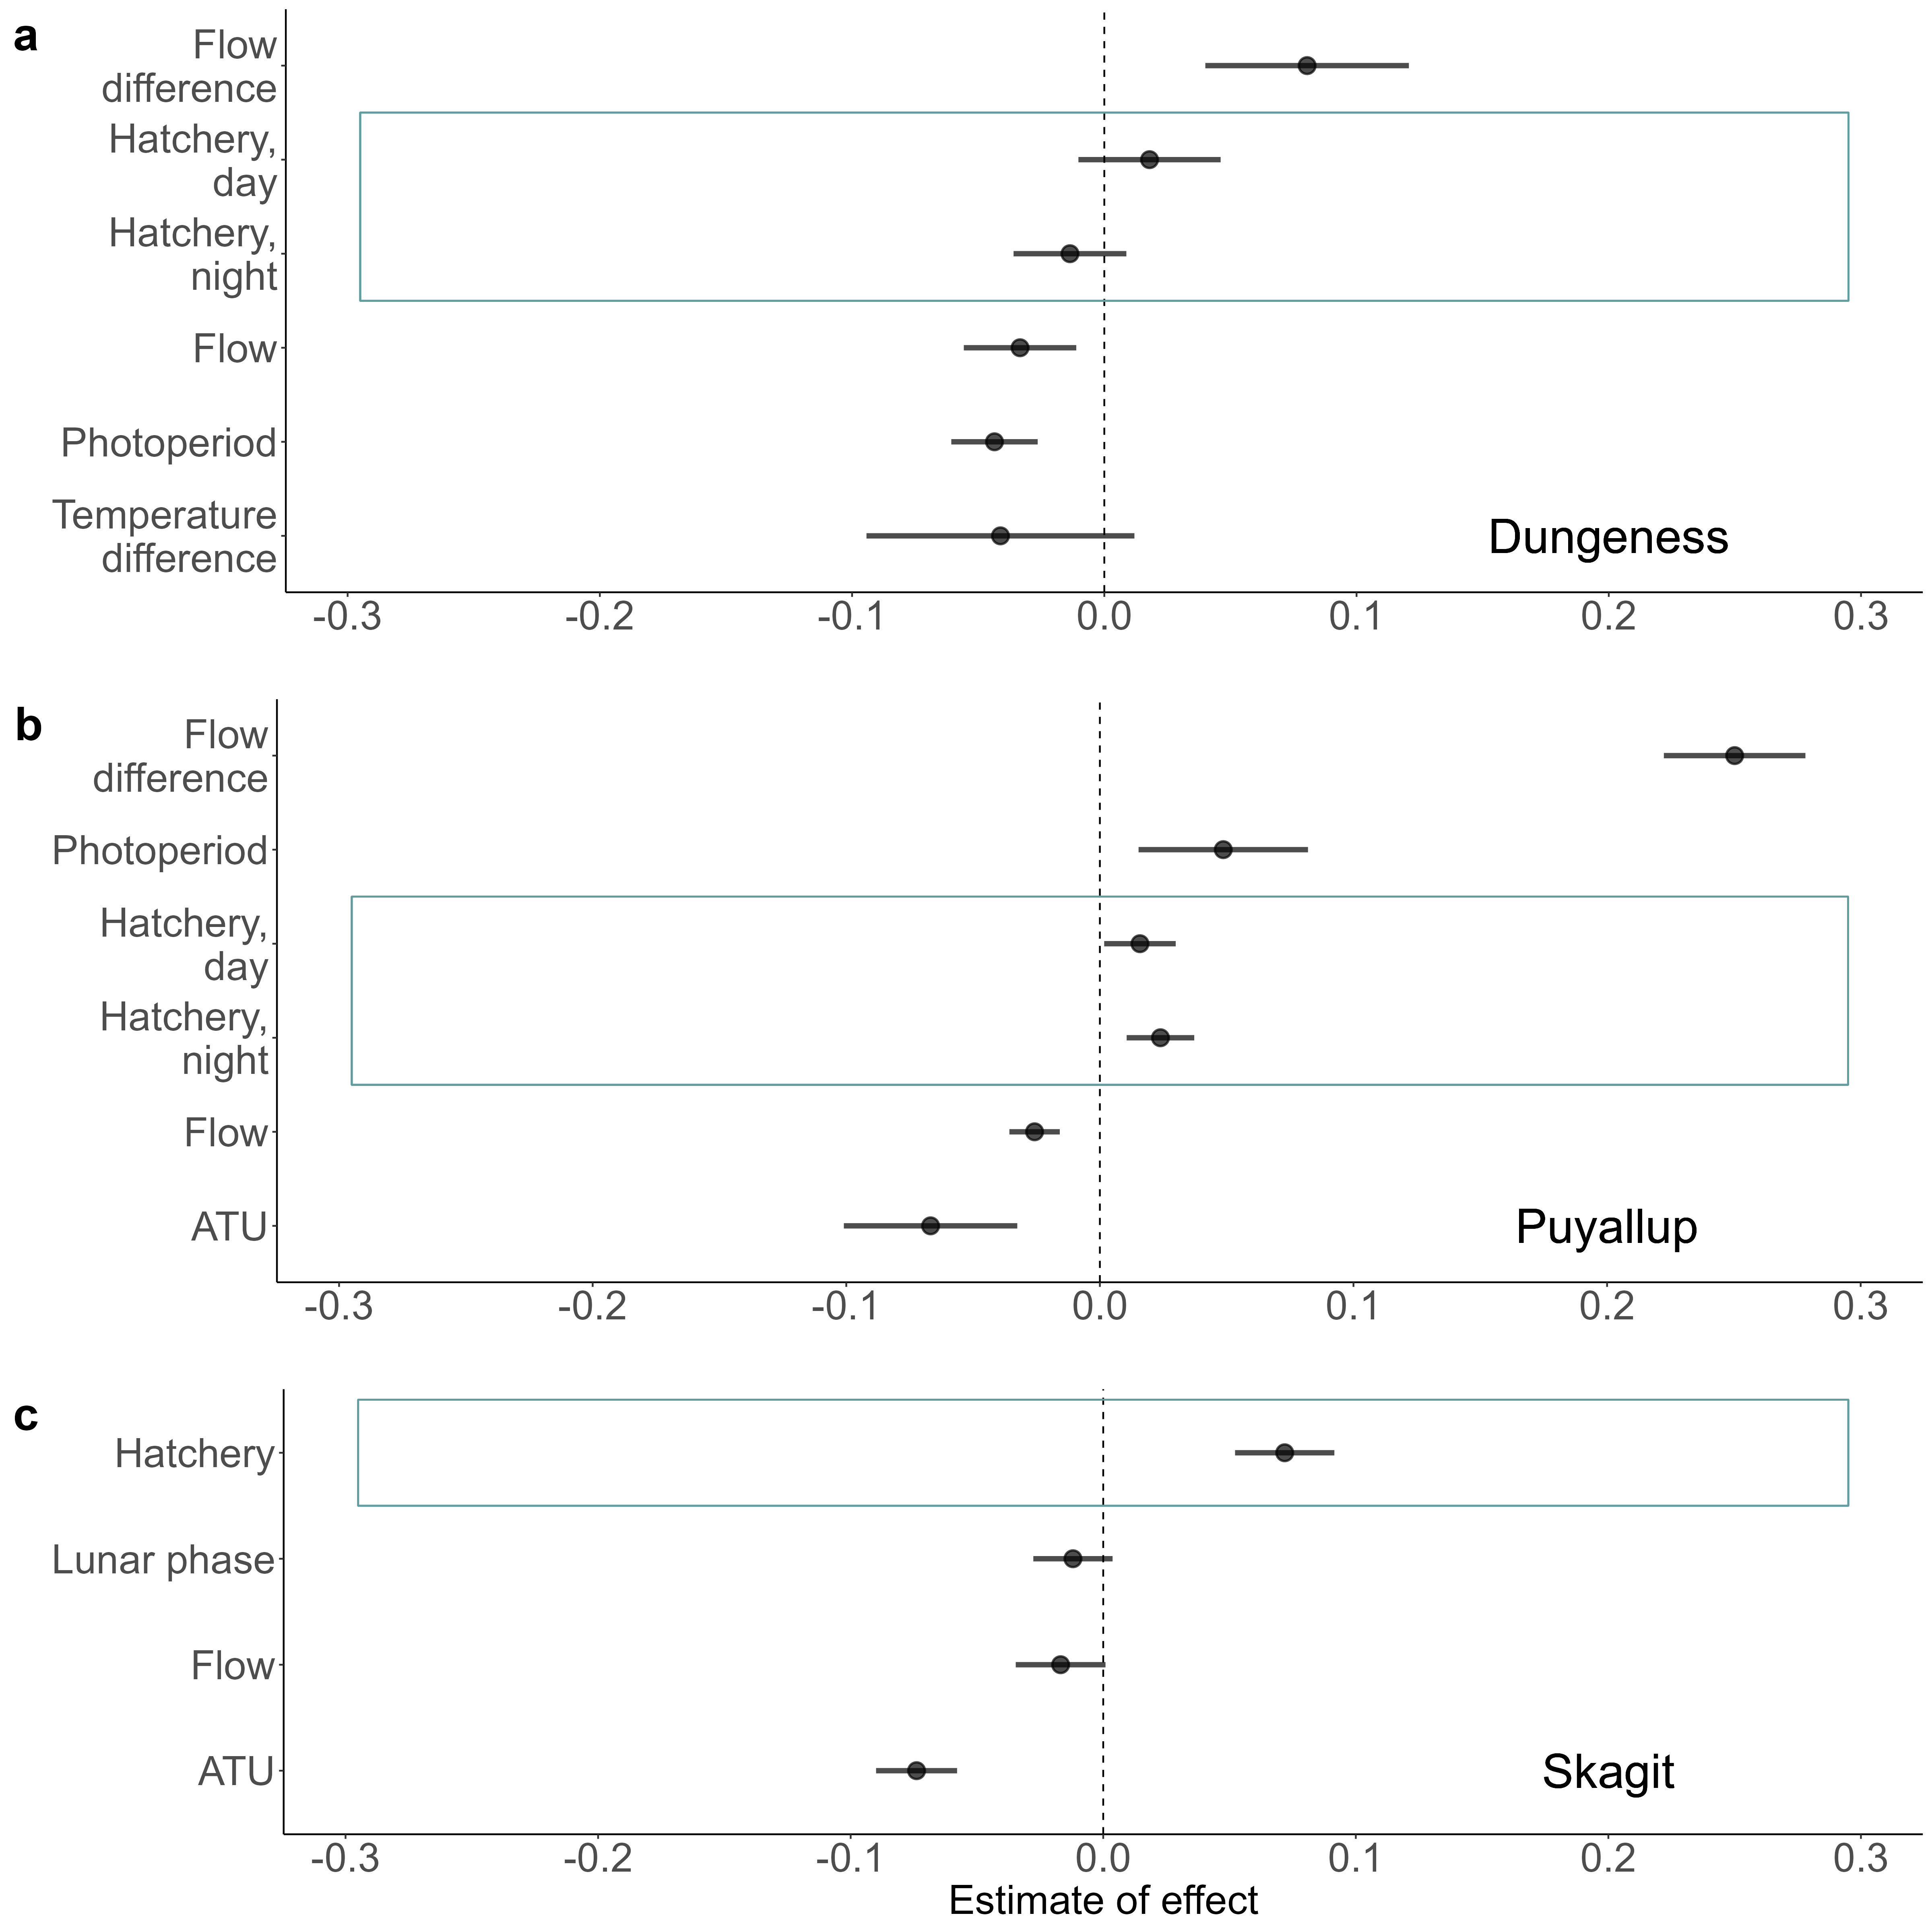 a
Flow
difference
Hatchery,
day
Hatchery,
night
Flow
Photoperiod
Temperature
difference
Dungeness
-0.3 -0.2 -0.1 0.0 0.1 0.2 0.3
b
Flow
difference
Photoperiod
Hatchery,
day
Hatchery,
night
Flow
ATU
Puyallup
-0.3 -0.2 -0.1 0.0 0.1 0.2 0.3
c
Hatchery
Lunar phase
Flow
ATU
Skagit
-0.3 -0.2 -0.1 0.0 0.1 0.2 0.3
Estimate of effect